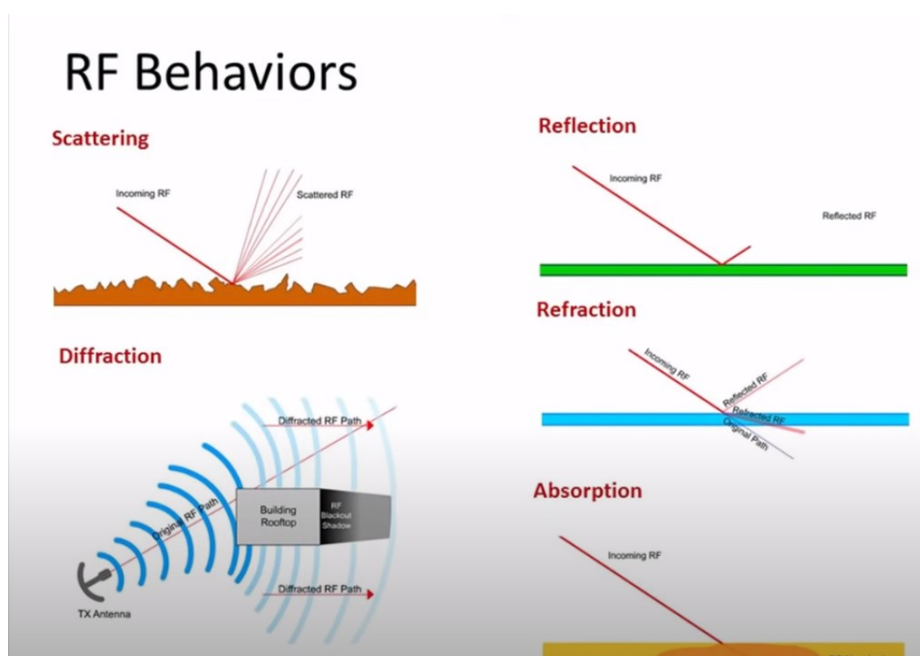 RF Behaviors
Scattering
Incoming RF
Scattered RF
Diffraction
Diffracted RF Path
Original RF Path
Building
Rooftop
RF
Blackout
Shadow
Diffracted RF Path
TX Antenna
Reflection
Incoming RF
Reflected RF
Refraction
Incoming RF
Reflected RF
Refracted RF
Original Path
Absorption
Incoming RF